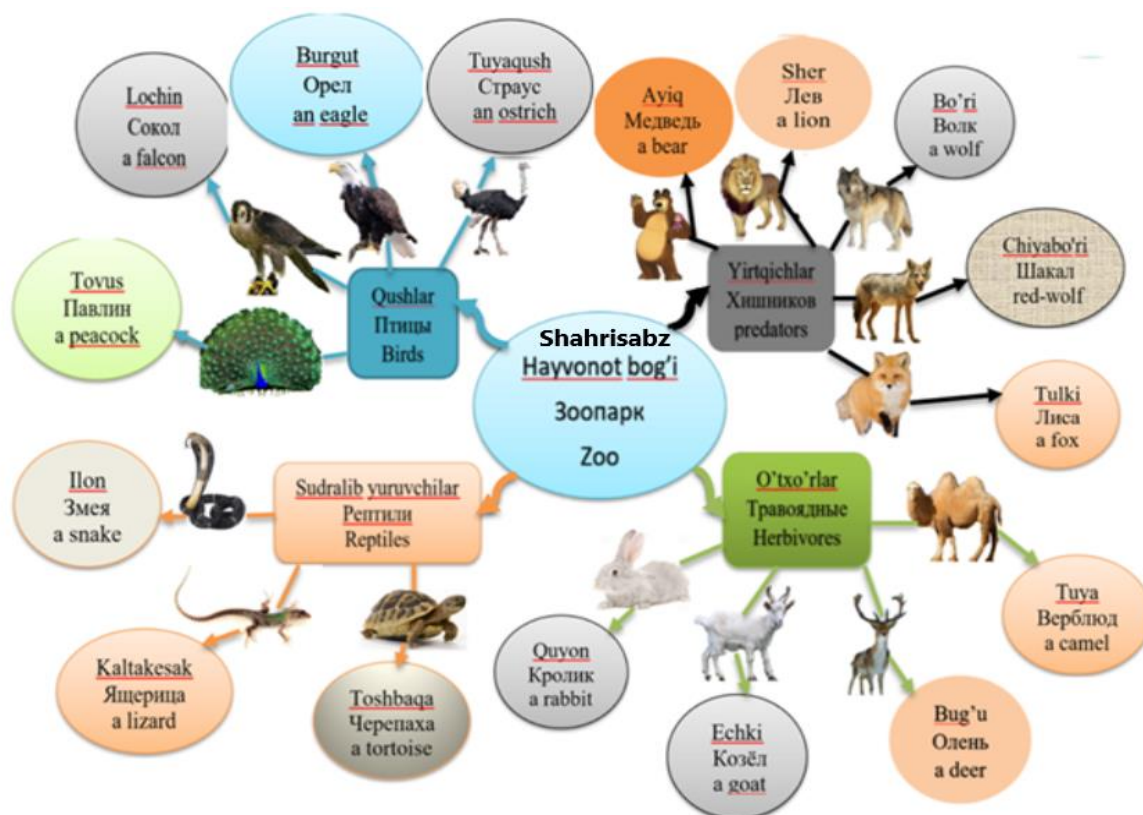 Shahrisabz
Hayvonot bog'i
Зоопарк
Zoo
Qushlar
Птицы
Birds
Lochin
Сокол
a falcon
Burgut
Орел
an eagle
Tuyaqush
Страус
an ostrich
Tovus
Павлин
a peacock
Yirtqichlar
Хишников
predators
Ayiq
Медведь
a bear
Sher
Лев
a lion
Bo'ri
Волк
a wolf
Chiyabo'ri
Шакал
red-wolf
Tulki
Лиса
a fox
Sudralib yuruvchilar
Рептили
Reptiles
Ilon
Змея
a snake
Kaltakesak
Ящерица
a lizard
Toshbaqa
Черепаха
a tortoise
O'txo'rlar
Травоядные
Herbivores
Quyon
Кролик
a rabbit
Echki
Козёл
a goat
Bug'u
Олень
a deer
Tuya
Верблюд
a camel